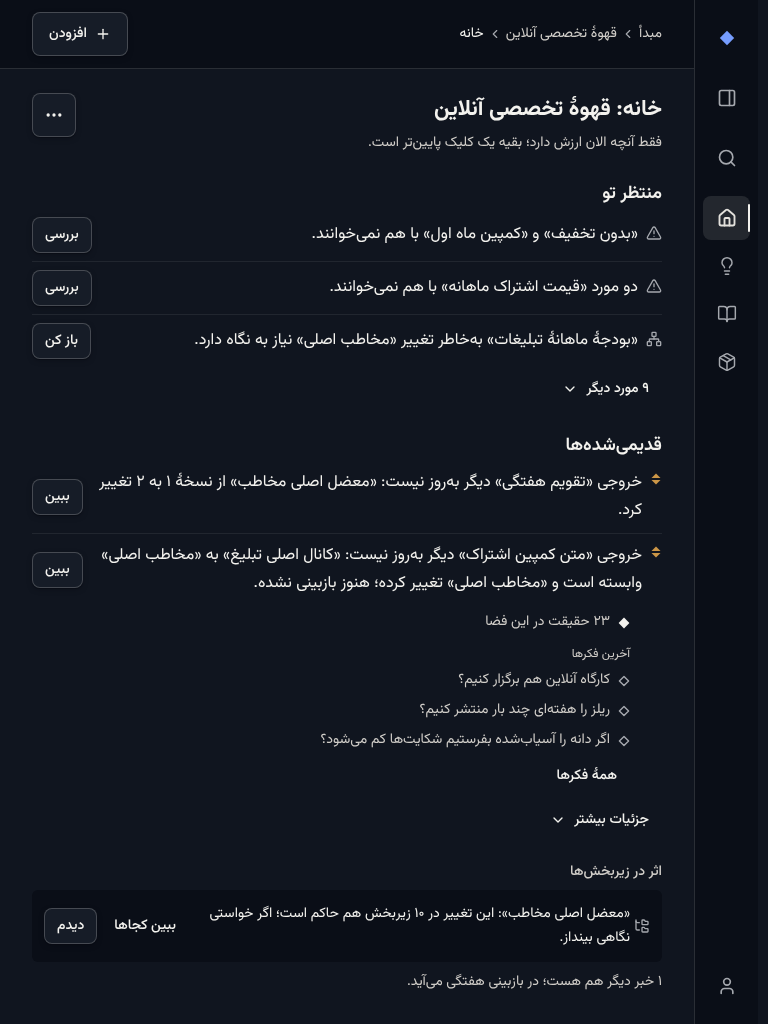 مبدأ › قهوهٔ تخصصی آنلاین › خانه
افزودن +
خانه: قهوهٔ تخصصی آنلاین
فقط آنچه الان ارزش دارد؛ بقیه یک کلیک پایین‌تر است.
منتظر تو
«بدون تخفیف» و «کمپین ماه اول» با هم نمی‌خوانند.
بررسی
دو مورد «قیمت اشتراک ماهانه» با هم نمی‌خوانند.
بررسی
«بودجهٔ ماهانهٔ تبلیغات» به‌خاطر تغییر «مخاطب اصلی» نیاز به نگاه دارد.
باز کن
۹ مورد دیگر
قدیمی‌شده‌ها
خروجی «تقویم هفتگی» دیگر به‌روز نیست: «معضل اصلی مخاطب» از نسخهٔ ۱ به ۲ تغییر
کرد.
ببین
خروجی «متن کمپین اشتراک» دیگر به‌روز نیست: «کانال اصلی تبلیغ» به «مخاطب اصلی»
وابسته است و «مخاطب اصلی» تغییر کرده؛ هنوز بازبینی نشده.
ببین
۲۳ حقیقت در این فضا
آخرین فکرها
کارگاه آنلاین هم برگزار کنیم؟
ریلز را هفته‌ای چند بار منتشر کنیم؟
اگر دانه را آسیاب‌شده بفرستیم شکایت‌ها کم می‌شود؟
همهٔ فکرها
جزئیات بیشتر
اثر در زیربخش‌ها
«معضل اصلی مخاطب»: این تغییر در ۱۰ زیربخش هم حاکم است؛ اگر خواستی
نگاهی بینداز.
ببین کجاها
دیدم
۱ خبر دیگر هم هست؛ در بازبینی هفتگی می‌آید.